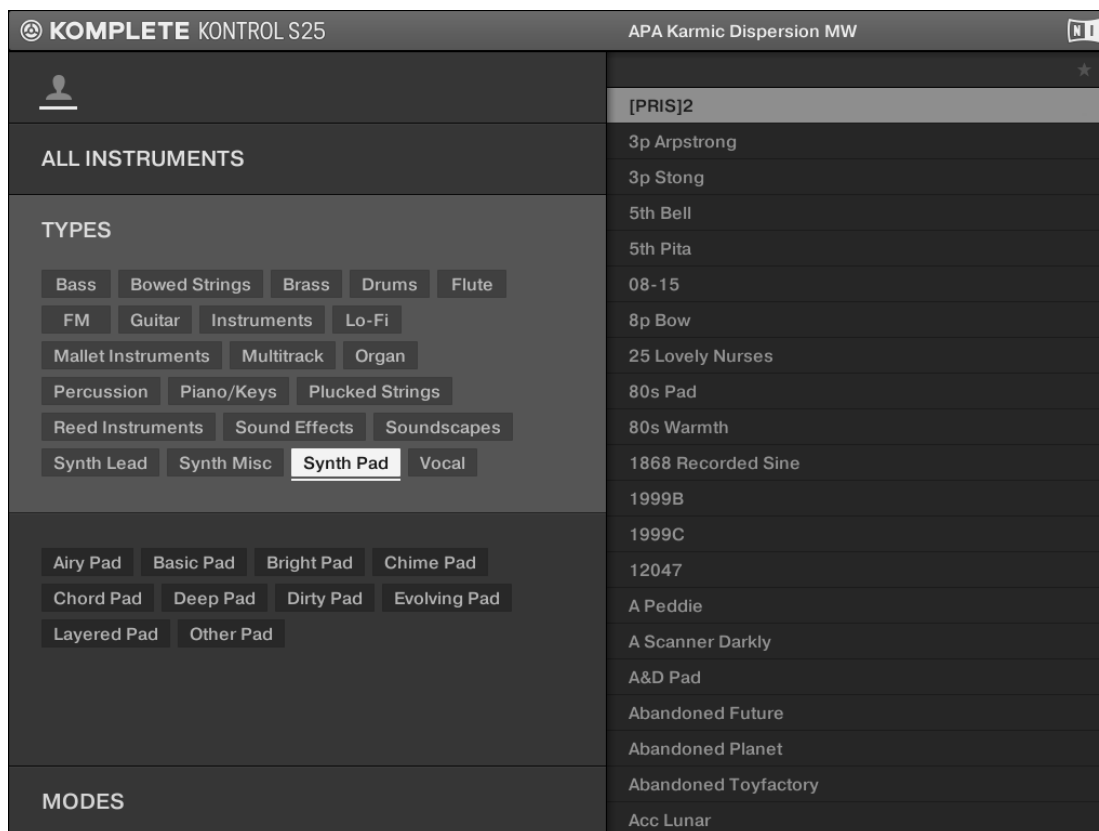 KOMPLETE KONTROL S25
ALL INSTRUMENTS
TYPES
Bass Bowed Strings Brass Drums Flute
FM Guitar Instruments Lo-Fi
Mallet Instruments Multitrack Organ
Percussion Piano/Keys Plucked Strings
Reed Instruments Sound Effects Soundscapes
Synth Lead Synth Misc Synth Pad Vocal
Airy Pad Basic Pad Bright Pad Chime Pad
Chord Pad Deep Pad Dirty Pad Evolving Pad
Layered Pad Other Pad
MODES
APA Karmic Dispersion MW
NI
[PRIS]2
3p Arpstrong
3p Stong
5th Bell
5th Pita
08-15
8p Bow
25 Lovely Nurses
80s Pad
80s Warmth
1868 Recorded Sine
1999B
1999C
12047
A Peddie
A Scanner Darkly
A&D Pad
Abandoned Future
Abandoned Planet
Abandoned Toyfactory
Acc Lunar